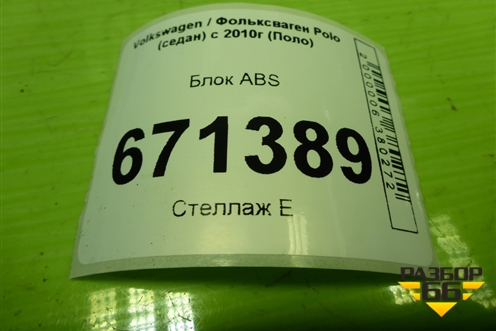 Volkswagen / Фольксваген Polo
(седан) с 2010г (Поло)
Блок ABS
671389
Стеллаж E
2000006380272
РАЗБОР
66